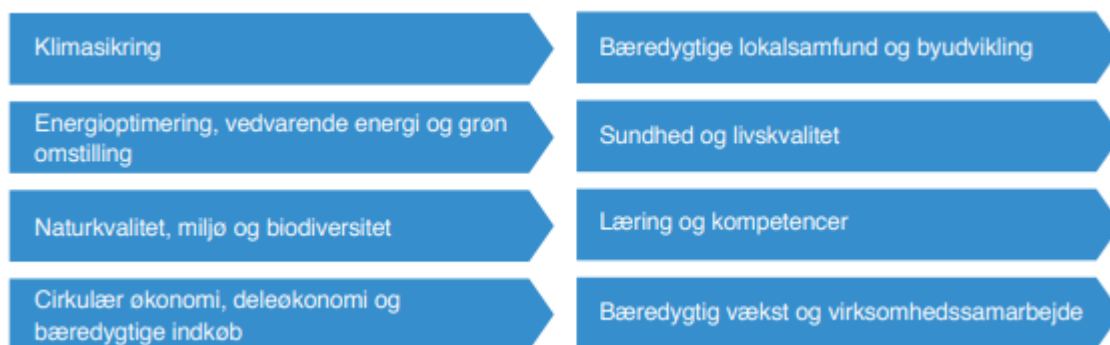 Klimasikring
Energioptimering, vedvarende energi og grøn
omstilling
Naturkvalitet, miljø og biodiversitet
Cirkulær økonomi, deleøkonomi og
bæredygtige indkøb
Bæredygtige lokalsamfund og byudvikling
Sundhed og livskvalitet
Læring og kompetencer
Bæredygtig vækst og virksomhedssamarbejde